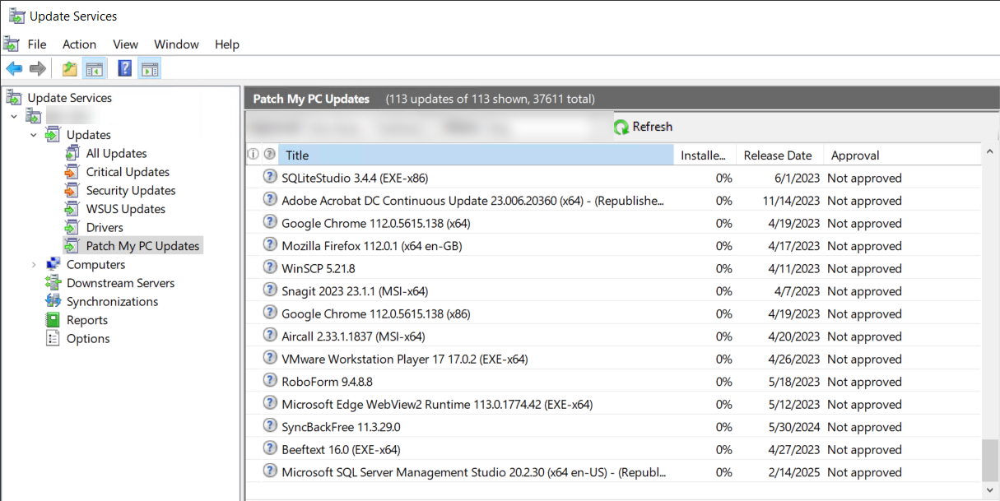 Update Services
File Action View Window Help
Update Services
Updates
All Updates
Critical Updates
Security Updates
WSUS Updates
Drivers
Patch My PC Updates
Computers
Downstream Servers
Synchronizations
Reports
Options
Patch My PC Updates (113 updates of 113 shown, 37611 total)
Refresh
Title Installe... Release Date Approval
SQLiteStudio 3.4.4 (EXE-x86) 0% 6/1/2023 Not approved
Adobe Acrobat DC Continuous Update 23.006.20360 (x64) - (Republishe... 0% 11/14/2023 Not approved
Google Chrome 112.0.5615.138 (x64) 0% 4/19/2023 Not approved
Mozilla Firefox 112.0.1 (x64 en-GB) 0% 4/17/2023 Not approved
WinSCP 5.21.8 0% 4/11/2023 Not approved
Snagit 2023 23.1.1 (MSI-x64) 0% 4/7/2023 Not approved
Google Chrome 112.0.5615.138 (x86) 0% 4/19/2023 Not approved
Aircall 2.33.1.1837 (MSI-x64) 0% 4/20/2023 Not approved
VMware Workstation Player 17 17.0.2 (EXE-x64) 0% 4/26/2023 Not approved
RoboForm 9.4.8.8 0% 5/18/2023 Not approved
Microsoft Edge WebView2 Runtime 113.0.1774.42 (EXE-x64) 0% 5/12/2023 Not approved
SyncBackFree 11.3.29.0 0% 5/30/2024 Not approved
Beeftext 16.0 (EXE-x64) 0% 4/27/2023 Not approved
Microsoft SQL Server Management Studio 20.2.30 (x64 en-US) - (Republ... 0% 2/14/2025 Not approved